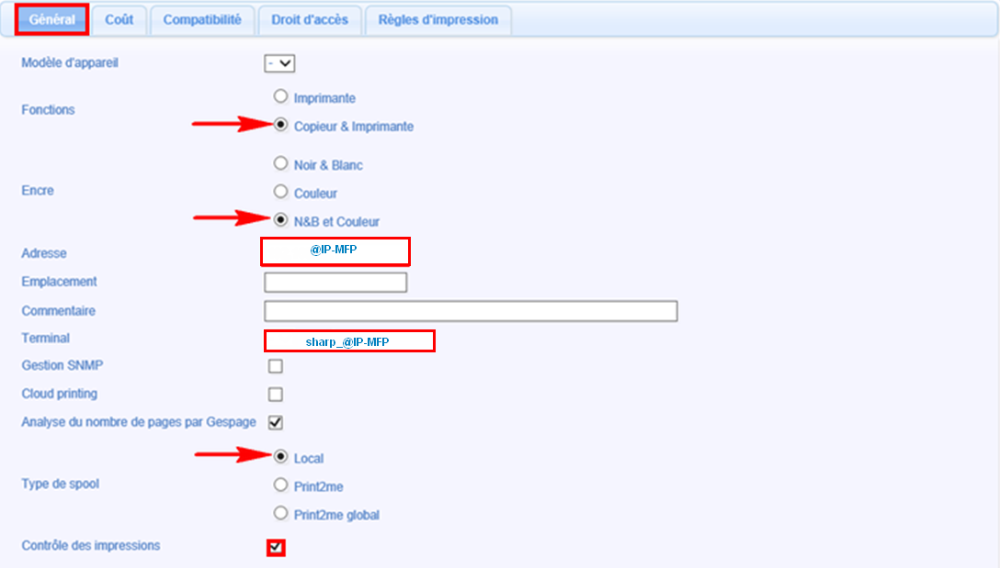 Général Coût Compatibilité Droit d'accès Règles d'impression
Modèle d'appareil -
Fonctions
Imprimante
Copieur & Imprimante
Encre
Noir & Blanc
Couleur
N&B et Couleur
Adresse @IP-MFP
Emplacement
Commentaire
Terminal sharp_@IP-MFP
Gestion SNMP
Cloud printing
Analyse du nombre de pages par Gespage
Type de spool
Local
Print2me
Print2me global
Contrôle des impressions